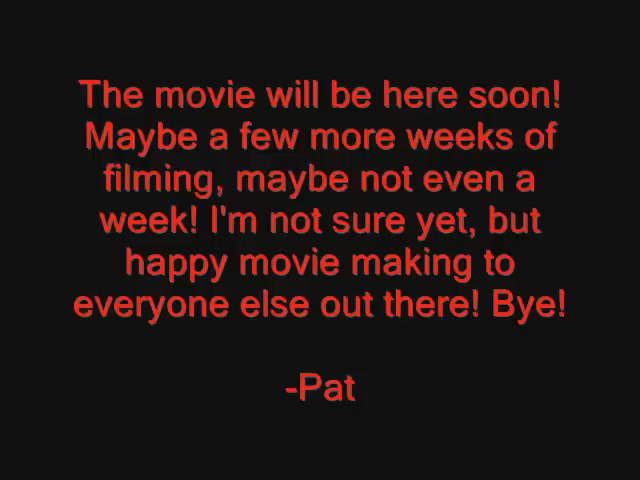 The movie will be here soon!
Maybe a few more weeks of
filming, maybe not even a
week! I'm not sure yet, but
happy movie making to
everyone else out there! Bye!
-Pat